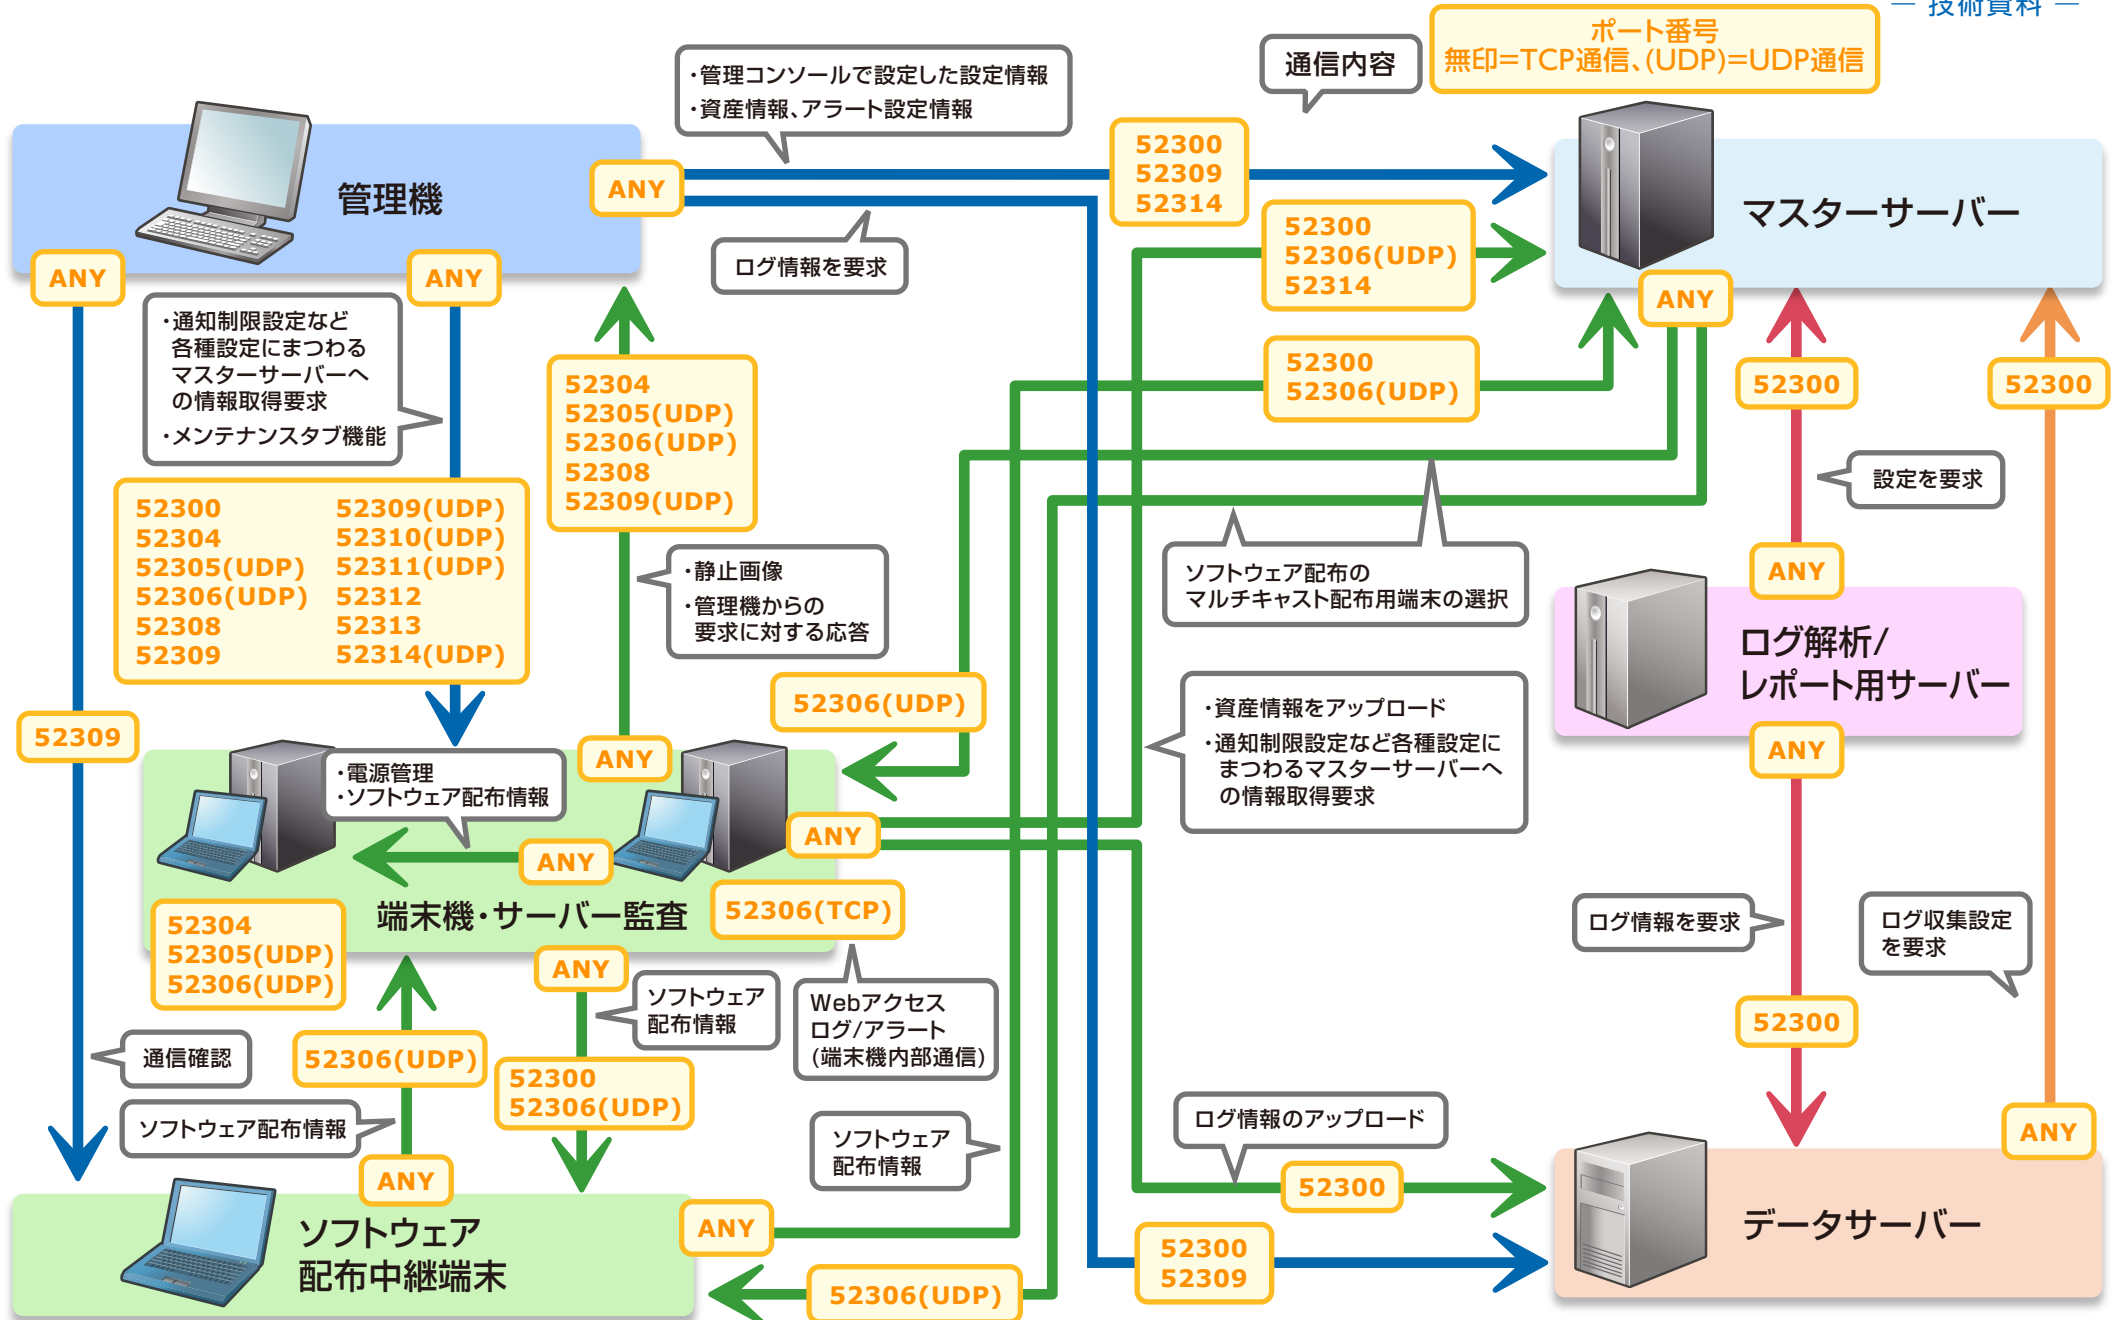 ― 技術資料 ―
ポート番号
無印=TCP通信、(UDP)=UDP通信
通信内容
・管理コンソールで設定した設定情報
・資産情報、アラート設定情報
管理機
ANY
52300
52309
52314
マスターサーバー
ログ情報を要求
52300
52306(UDP)
52314
ANY
ANY
ANY
・通知制限設定など
各種設定にまつわる
マスターサーバーへ
の情報取得要求
・メンテナンスタブ機能
52304
52305(UDP)
52306(UDP)
52308
52309(UDP)
52300
52306(UDP)
52300
52300
設定を要求
52300
52304
52305(UDP)
52306(UDP)
52308
52309
52309(UDP)
52310(UDP)
52311(UDP)
52312
52313
52314(UDP)
・静止画像
・管理機からの
要求に対する応答
ソフトウェア配布の
マルチキャスト配布用端末の選択
ANY
ログ解析/
レポート用サーバー
ANY
52306(UDP)
・資産情報をアップロード
・通知制限設定など各種設定に
まつわるマスターサーバーへ
の情報取得要求
52309
・電源管理
・ソフトウェア配布情報
ANY
ANY
ANY
端末機・サーバー監査
52306(TCP)
52304
52305(UDP)
52306(UDP)
ANY
ソフトウェア
配布情報
Webアクセス
ログ/アラート
(端末機内部通信)
ログ情報を要求
ログ収集設定
を要求
52300
通信確認
52306(UDP)
52300
52306(UDP)
ソフトウェア配布情報
ソフトウェア
配布情報
ログ情報のアップロード
ANY
ANY
52300
ソフトウェア
配布中継端末
ANY
52300
52309
データサーバー
52306(UDP)